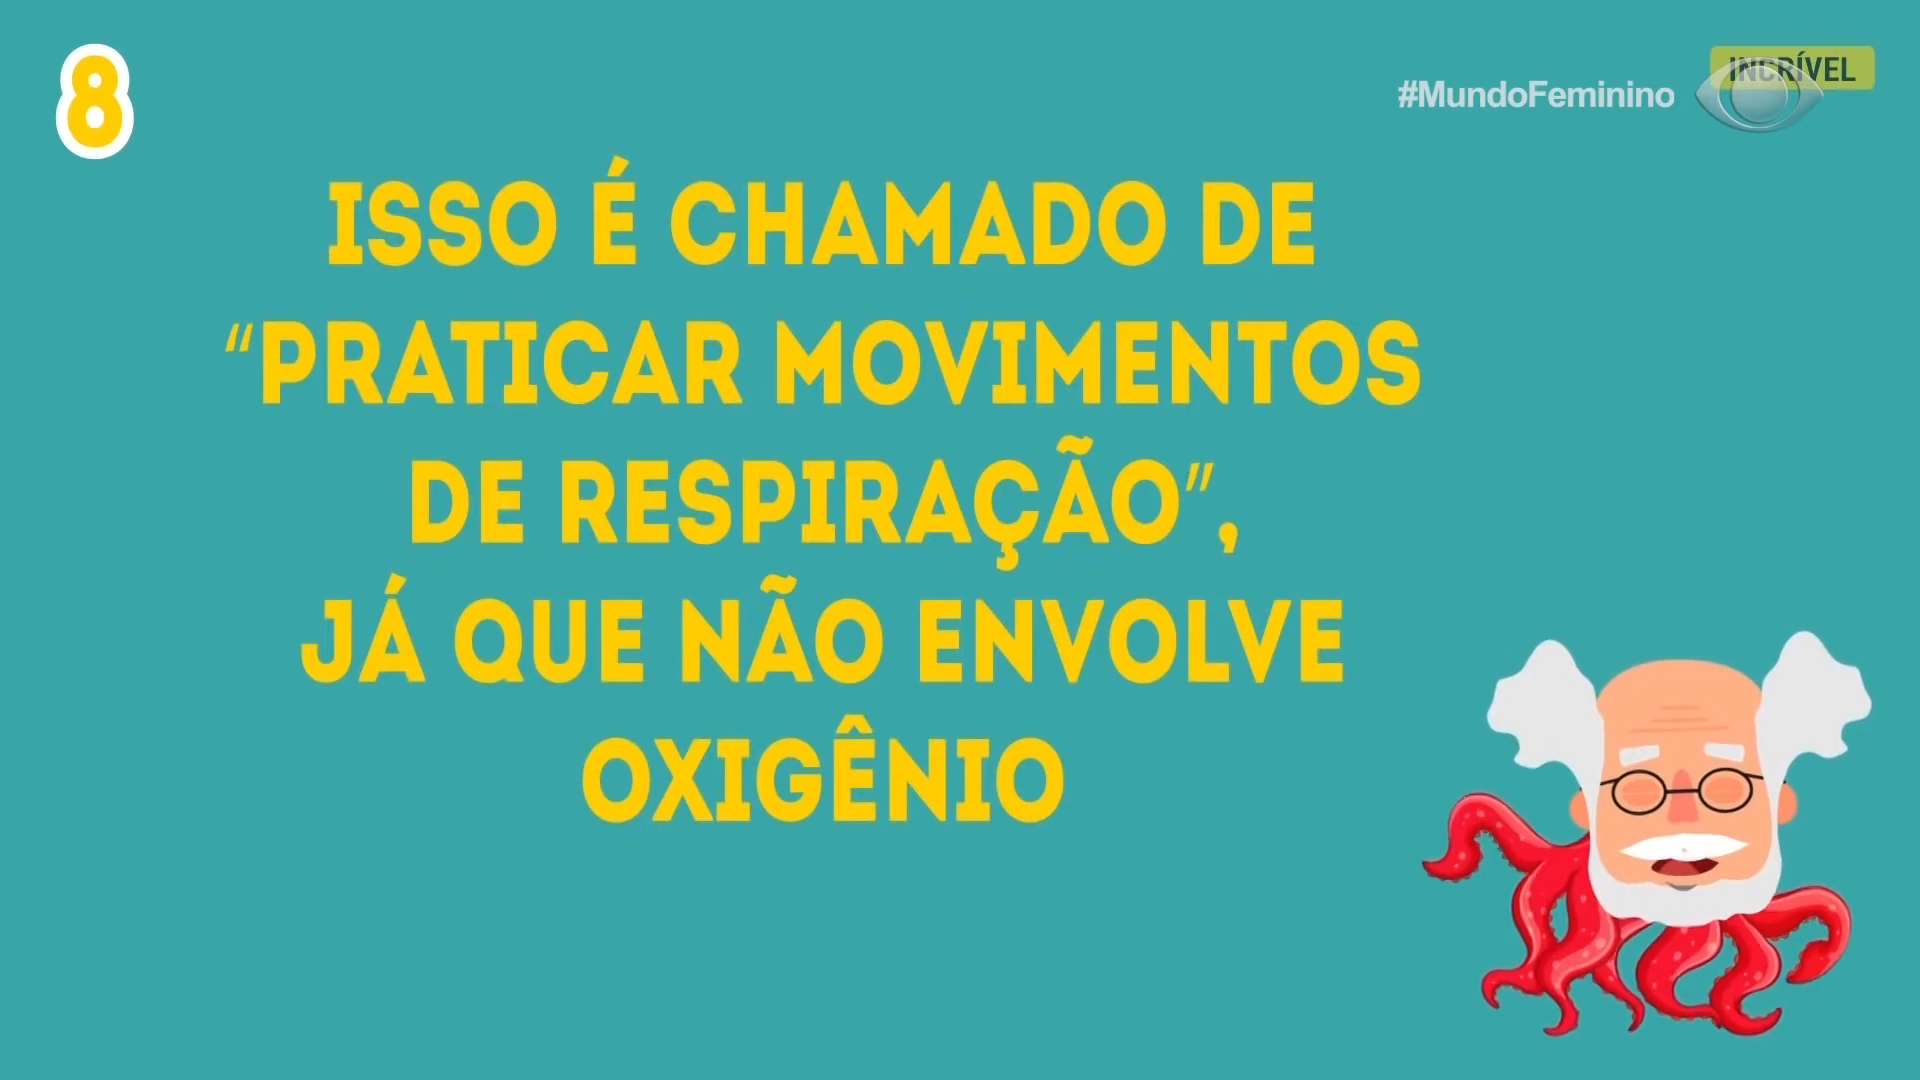 8
#MundoFeminino
INCRÍVEL
ISSO É CHAMADO DE
“PRATICAR MOVIMENTOS
DE RESPIRAÇÃO”,
JÁ QUE NÃO ENVOLVE
OXIGÊNIO